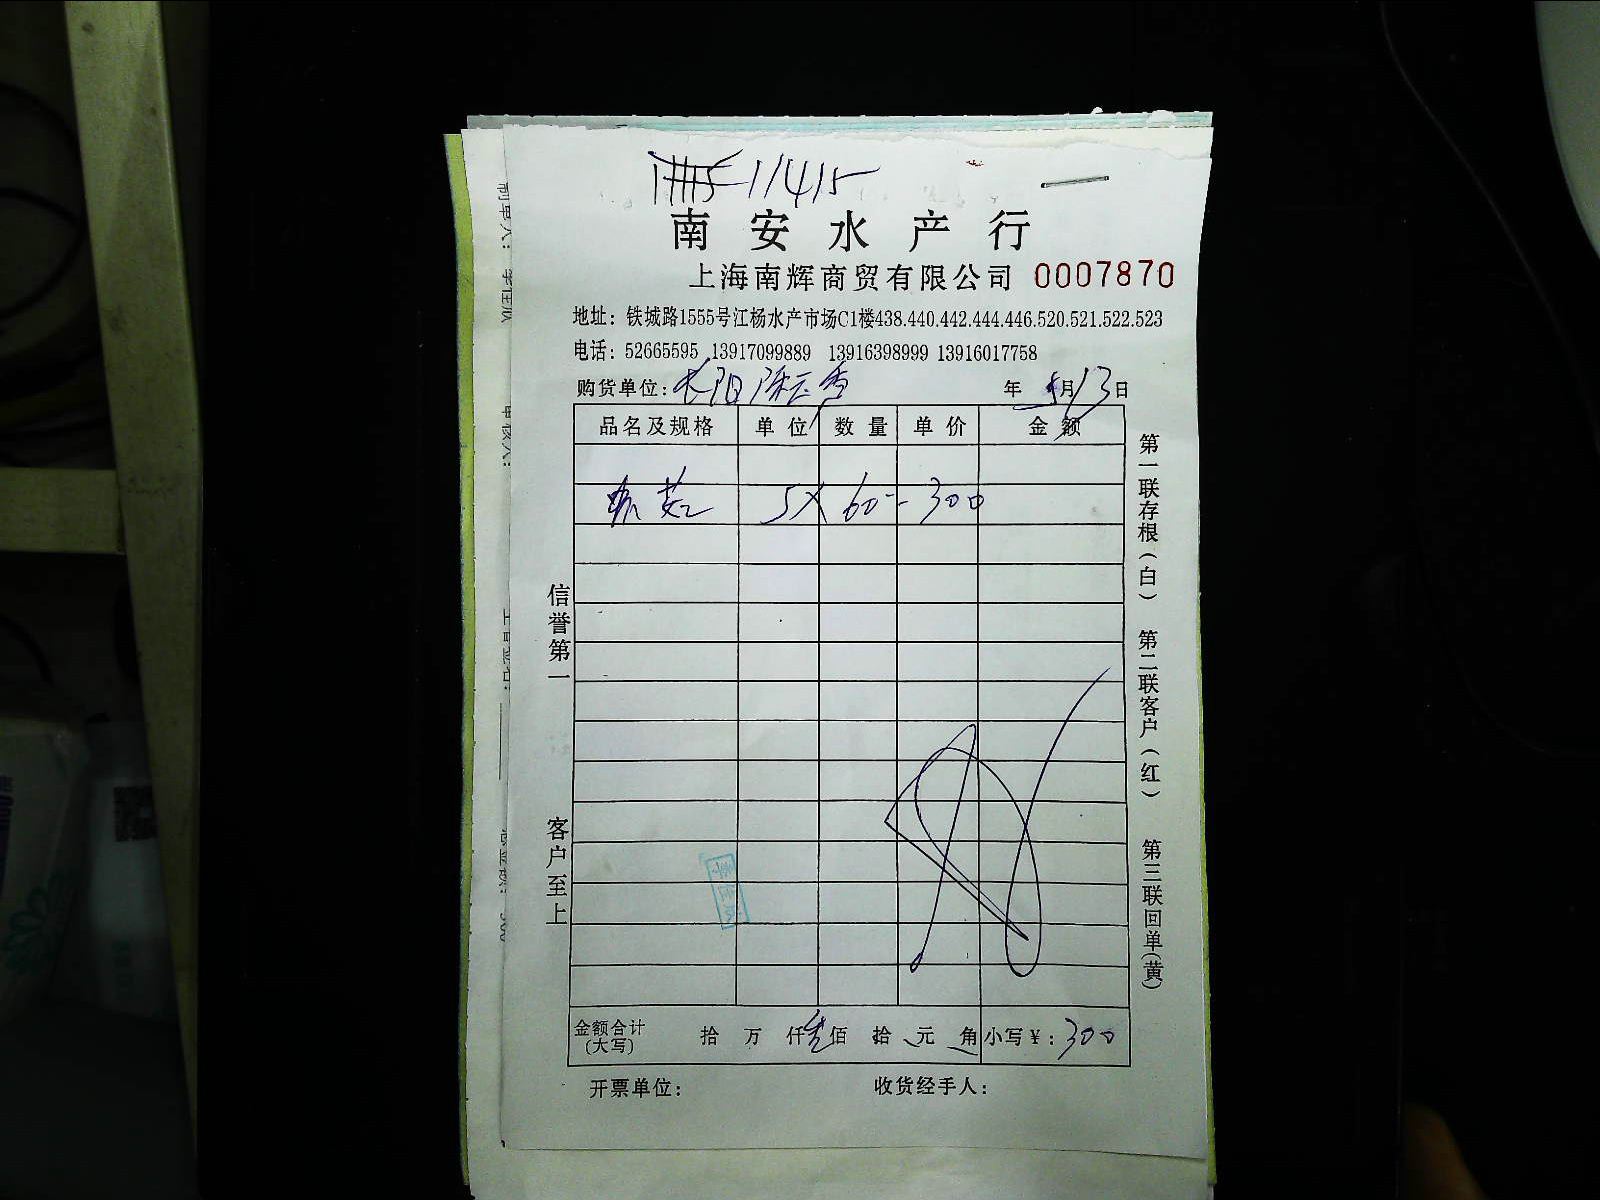 11415
南安水产行
上海南辉商贸有限公司 0007870
地址：铁城路1555号江杨水产市场C1楼438.440.442.444.446.520.521.522.523
电话：52665595 13917099889 13916398999 13916017758
购货单位： 年 5月13日
品名及规格 单位 数量 单价 金额
5X 60-300
信誉第一 客户至上
第一联存根（白） 第二联客户（红） 第三联回单（黄）
金额合计（大写） 拾 万 仟 佰 拾 元 角 小写￥：300
开票单位： 收货经手人：